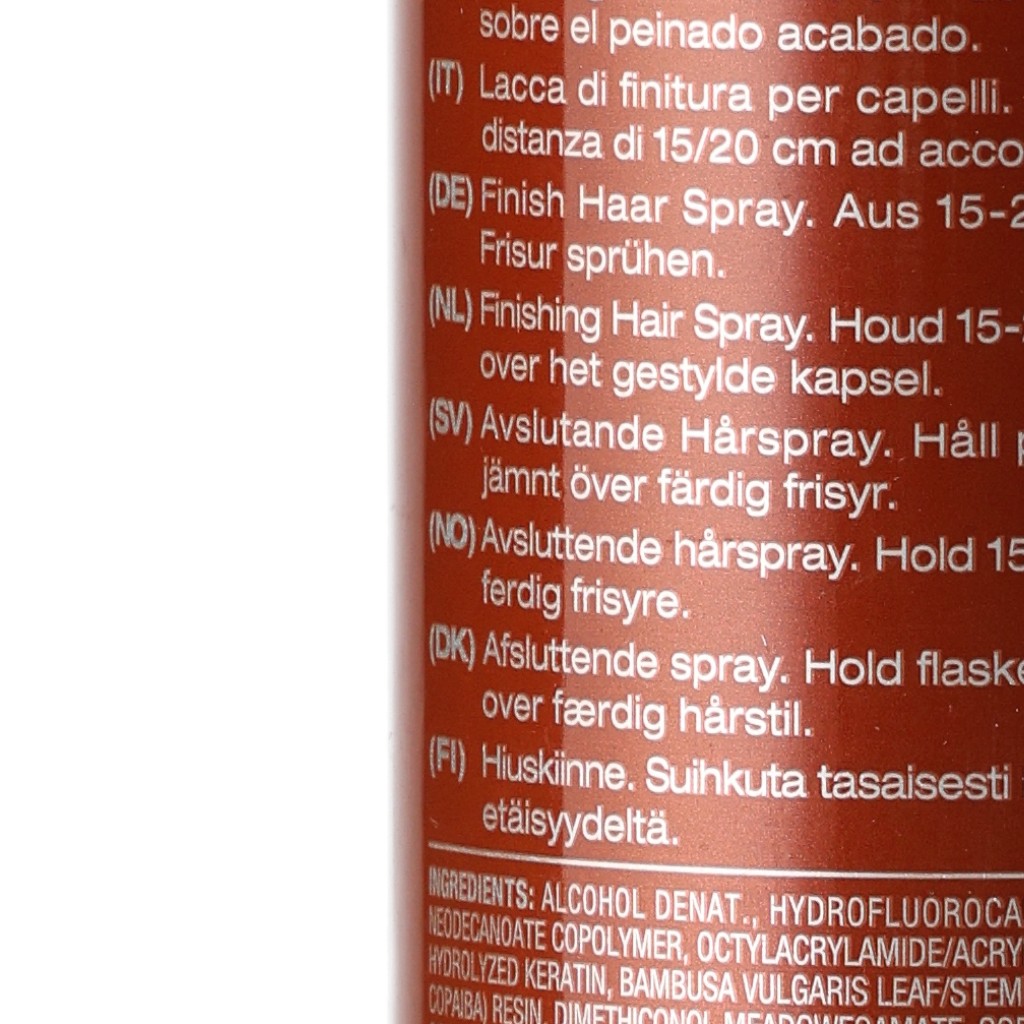 sobre el peinado acabado.
(IT) Lacca di finitura per capelli.
distanza di 15/20 cm ad
(DE) Finish Haar Spray. Aus 15-2
Frisur sprühen.
(NL) Finishing Hair Spray. Houd 15-
over het gestylde kapsel.
(SV) Avslutande Hårspray. Håll
jämnt över färdig frisyr.
(NO) Avsluttende hårspray. Hold 15
ferdig frisyre.
(DK) Afsluttende spray. Hold flaske
over færdig hårstil.
(FI) Hiuskiinne. Suihkuta tasaisesti
etäisyydeltä.
INGREDIENTS: ALCOHOL DENAT., HYDROFLUOROCA
NEODECANOATE COPOLYMER, OCTYLACRYLAMIDE/ACRY
HYDROLYZED KERATIN, BAMBUSA VULGARIS LEAF/STEM
COPAIBA) RESIN, DIMETHICONOL MEADOWFOAMATE,